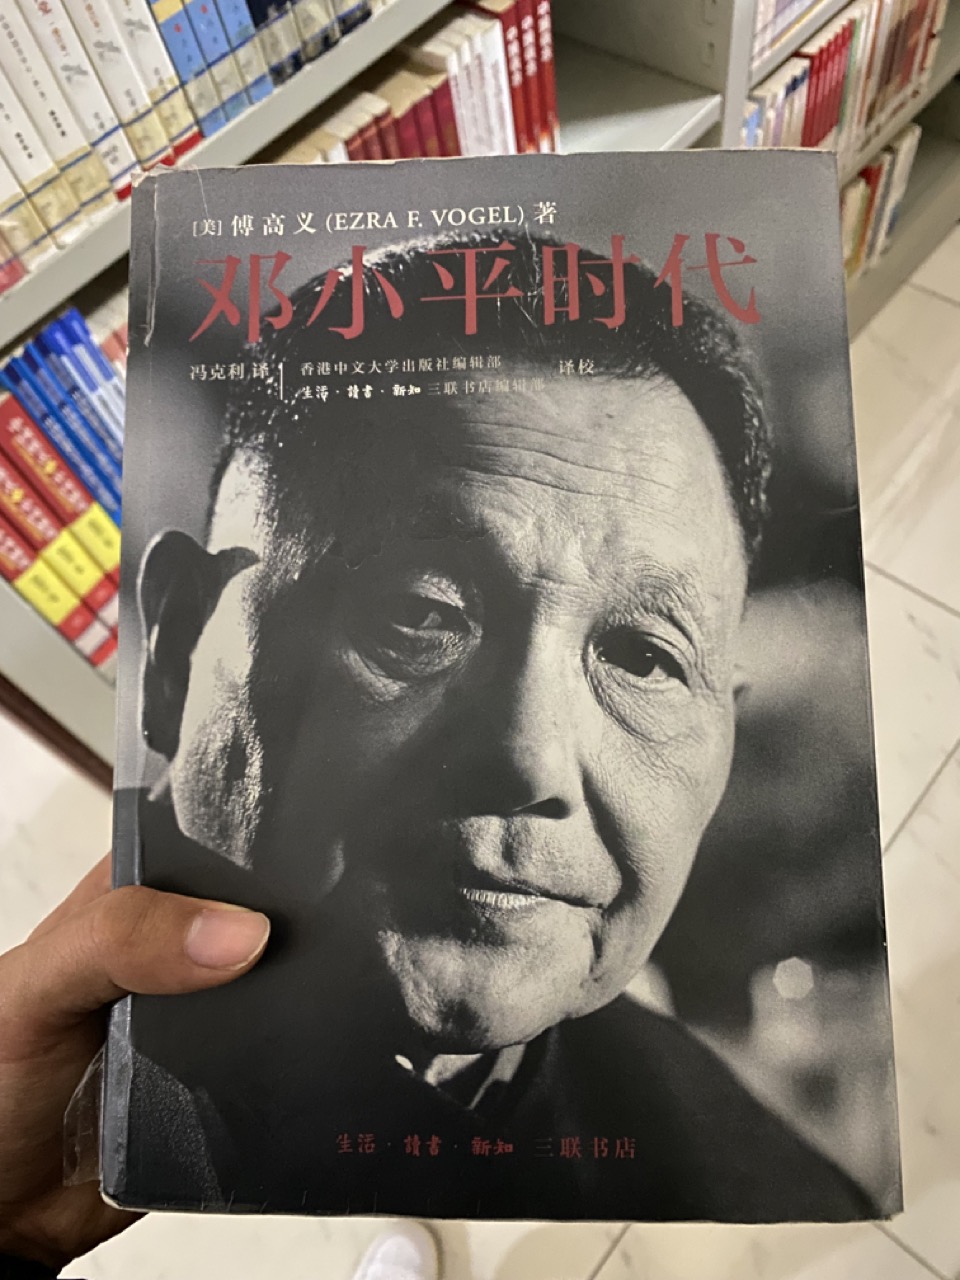 [美] 傅高义 (EZRA F. VOGEL) 著
邓小平时代
冯克利 译
香港中文大学出版社编辑部
生活·讀書·新知 三联书店编辑部
译校
生活·讀書·新知 三联书店